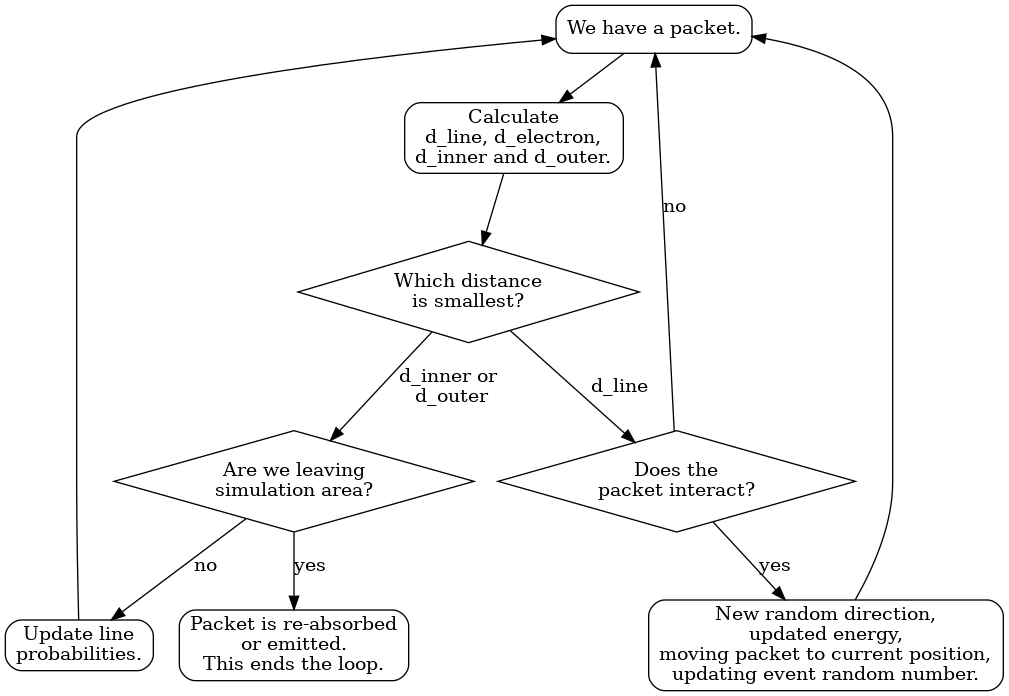 We have a packet.
Calculate
d_line, d_electron,
d_inner and d_outer.
no
Which distance
is smallest?
d_inner or
d_outer
d_line
Are we leaving
simulation area?
Does the
packet interact?
no
yes
yes
Update line
probabilities.
Packet is re-absorbed
or emitted.
This ends the loop.
New random direction,
updated energy,
moving packet to current position,
updating event random number.